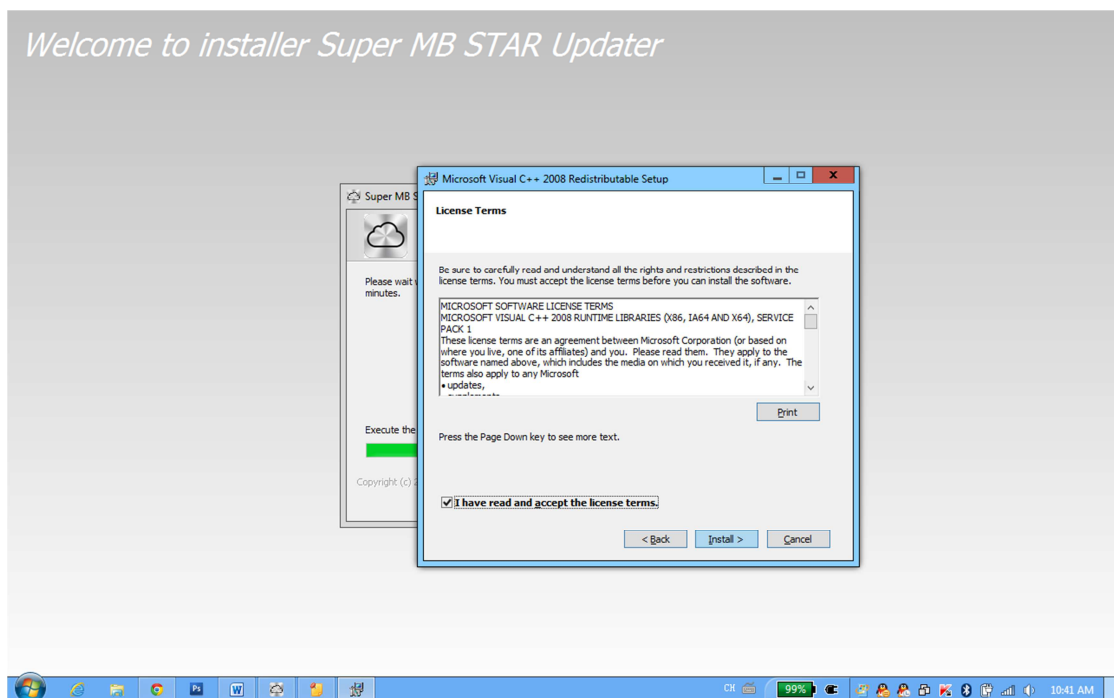 Welcome to installer Super MB STAR Updater
Microsoft Visual C++ 2008 Redistributable Setup
Super MB S
License Terms
Be sure to carefully read and understand all the rights and restrictions described in the
license terms. You must accept the license terms before you can install the software.
Please wait
minutes.
MICROSOFT SOFTWARE LICENSE TERMS
MICROSOFT VISUAL C++ 2008 RUNTIME LIBRARIES (X86, IA64 AND X64), SERVICE
PACK 1
These license terms are an agreement between Microsoft Corporation (or based on
where you live, one of its affiliates) and you.  Please read them.  They apply to the
software named above, which includes the media on which you received it, if any.  The
terms also apply to any Microsoft
• updates,
Print
Execute the
Press the Page Down key to see more text.
Copyright (c) 2
I have read and accept the license terms.
< Back
Install >
Cancel
Ps
W
CH
99%
10:41 AM